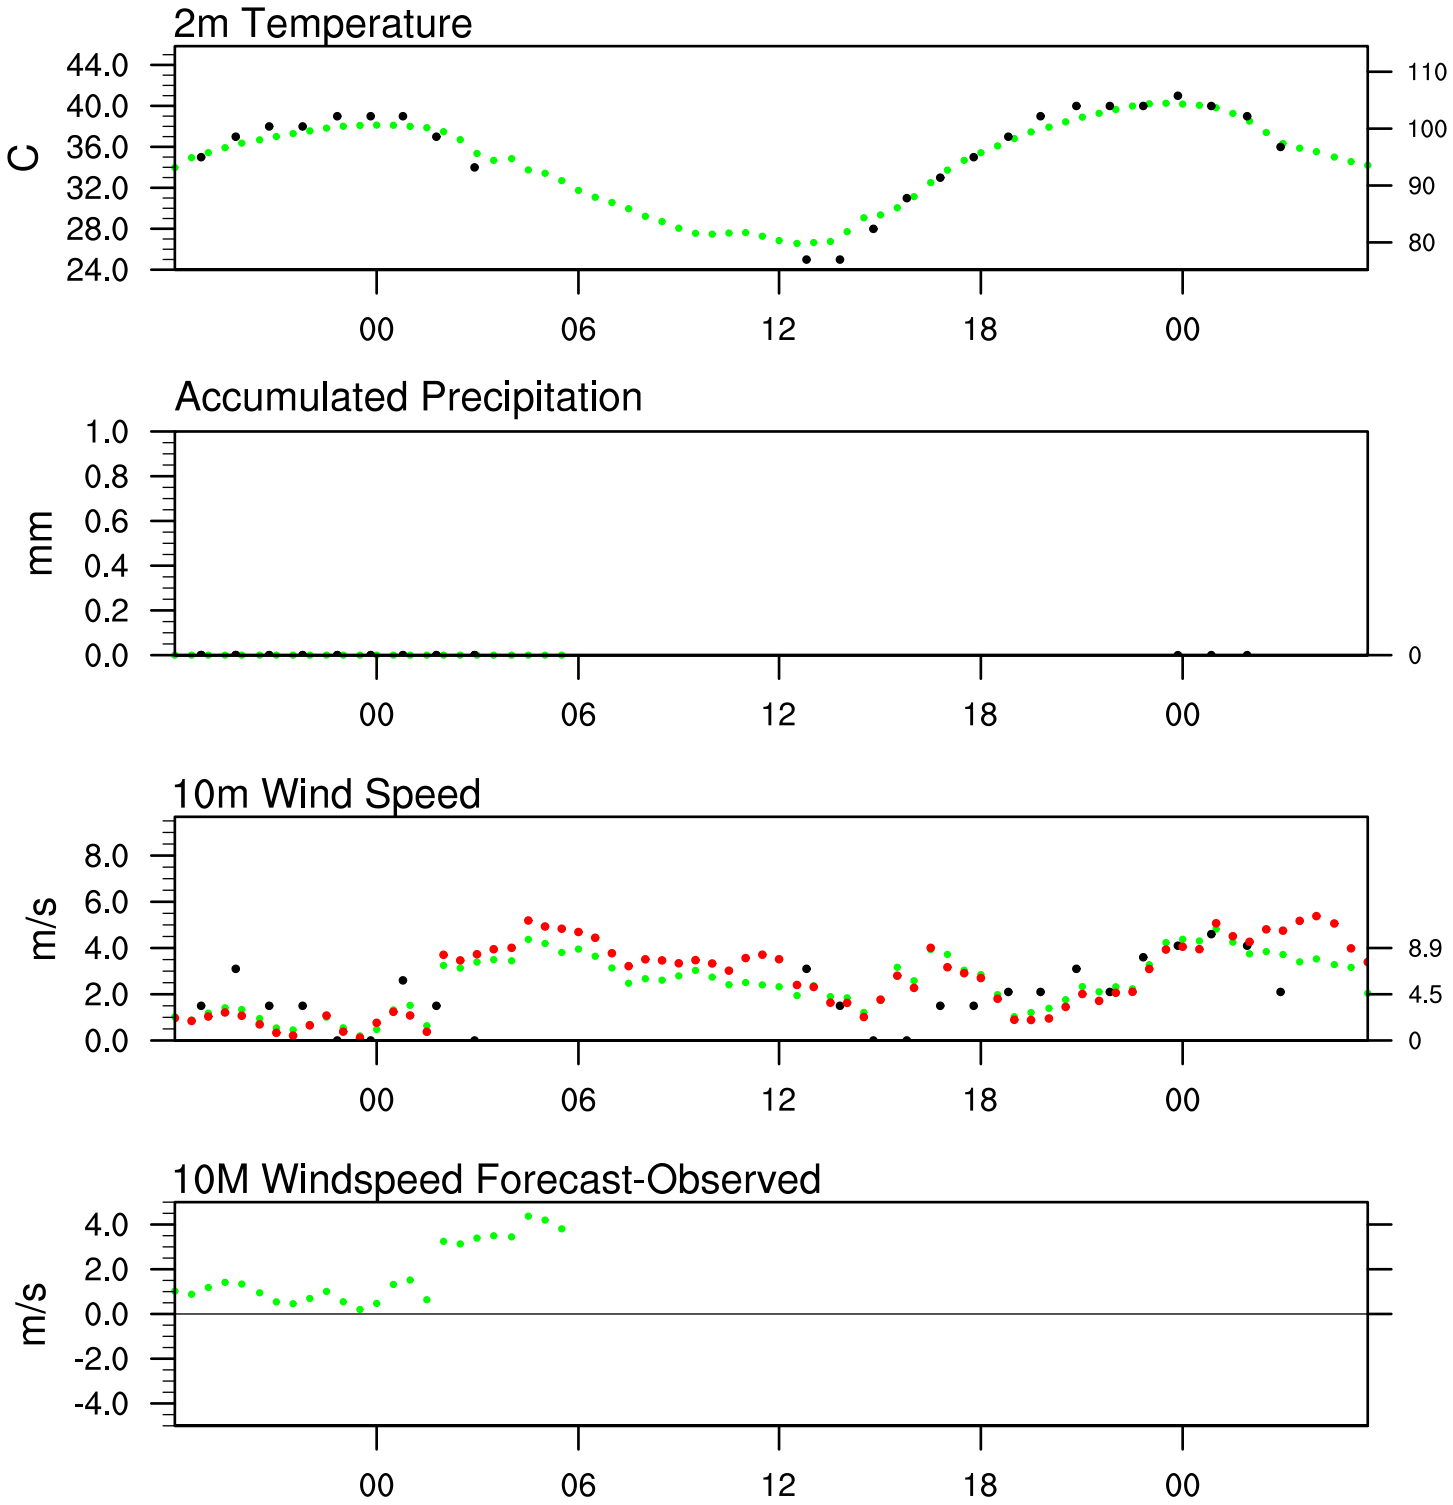 2m Temperature
44.0
40.0
36.0
32.0
28.0
24.0
C
110
100
90
80
00 06 12 18 00
Accumulated Precipitation
1.0
0.8
0.6
0.4
0.2
0.0
mm
0
00 06 12 18 00
10m Wind Speed
8.0
6.0
4.0
2.0
0.0
m/s
8.9
4.5
0
00 06 12 18 00
10M Windspeed Forecast-Observed
4.0
2.0
0.0
-2.0
-4.0
m/s
00 06 12 18 00